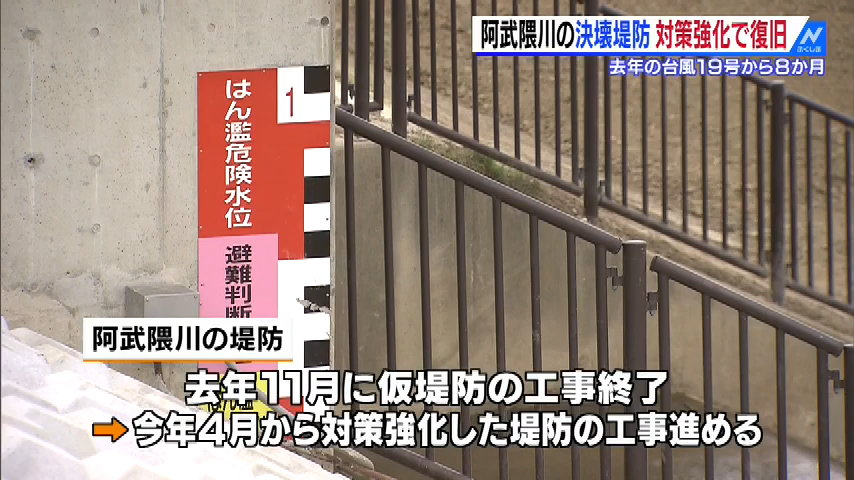 阿武隈川の決壊堤防 対策強化で復旧
N
ふくしま
去年の台風19号から8か月
1
はん濫危険水位
避難判断
阿武隈川の堤防
去年11月に仮堤防の工事終了
➡今年4月から対策強化した堤防の工事進める